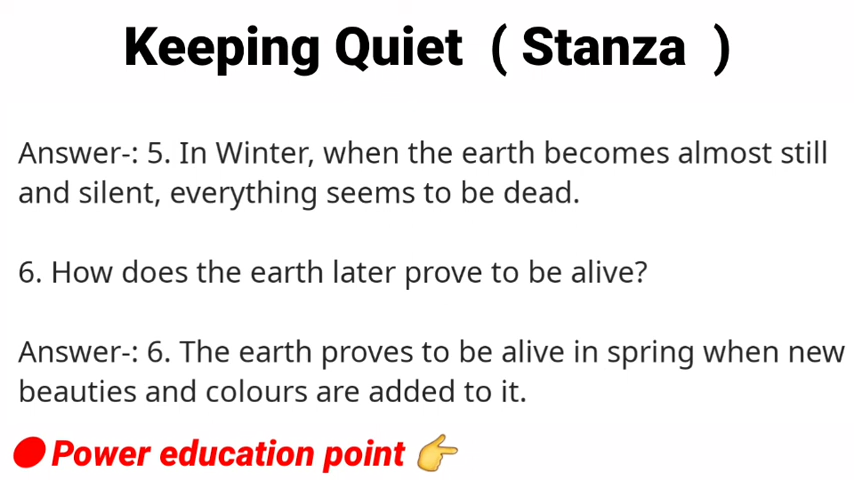 Keeping Quiet ( Stanza )
Answer-: 5. In Winter, when the earth becomes almost still
and silent, everything seems to be dead.
6. How does the earth later prove to be alive?
Answer-: 6. The earth proves to be alive in spring when new
beauties and colours are added to it.
Power education point